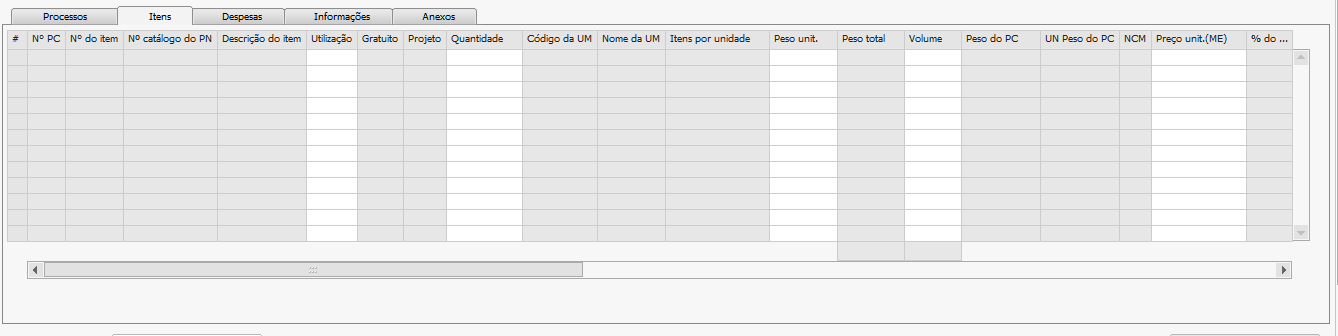 Processos Itens Despesas Informações Anexos
# Nº PC Nº do item Nº catálogo do PN Descrição do item Utilização Gratuito Projeto Quantidade Código da UM Nome da UM Itens por unidade Peso unit. Peso total Volume Peso do PC UN Peso do PC NCM Preço unit.(ME) % do ...